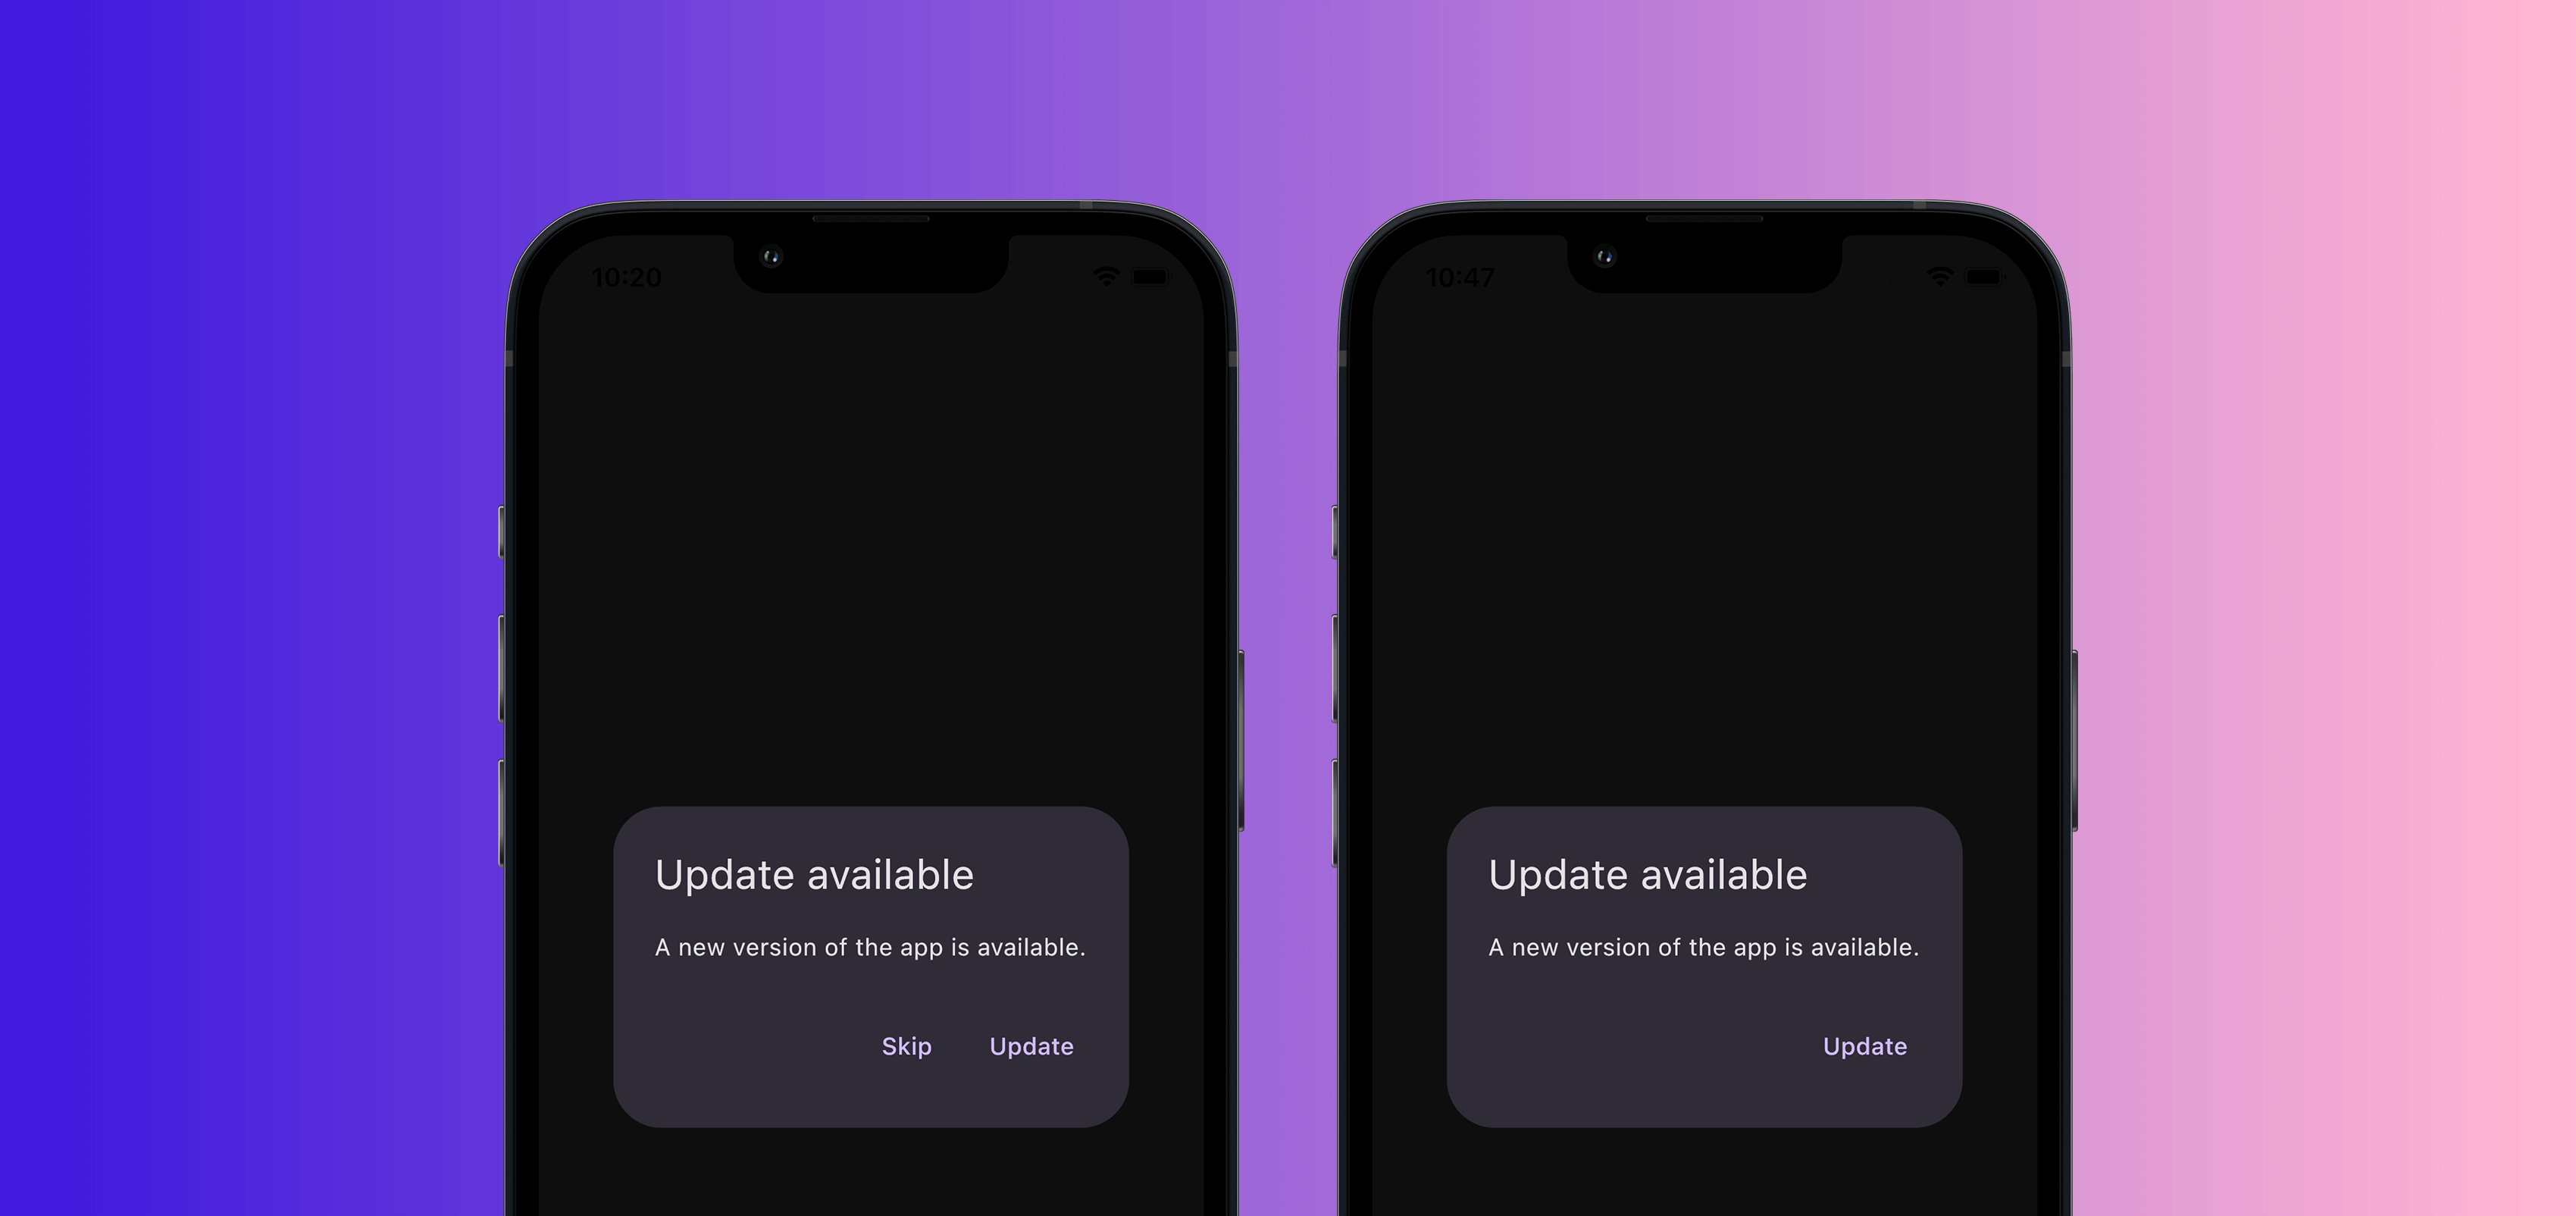 10:20
Update available
A new version of the app is available.
Skip Update
10:47
Update available
A new version of the app is available.
Update